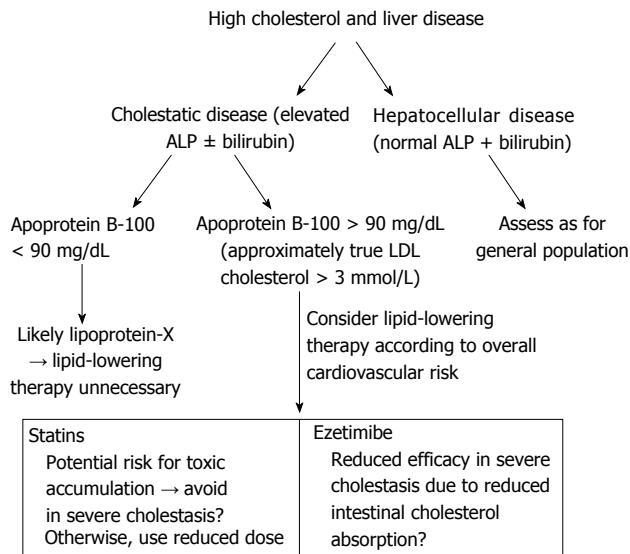 High cholesterol and liver disease
Cholestatic disease (elevated
ALP ± bilirubin)
Hepatocellular disease
(normal ALP + bilirubin)
Apoprotein B-100
< 90 mg/dL
Apoprotein B-100 > 90 mg/dL
(approximately true LDL
cholesterol > 3 mmol/L)
Assess as for
general population
Likely lipoprotein-X
→ lipid-lowering
therapy unnecessary
Consider lipid-lowering
therapy according to overall
cardiovascular risk
Statins
Potential risk for toxic
accumulation → avoid
in severe cholestasis?
Otherwise, use reduced dose
Ezetimibe
Reduced efficacy in severe
cholestasis due to reduced
intestinal cholesterol
absorption?